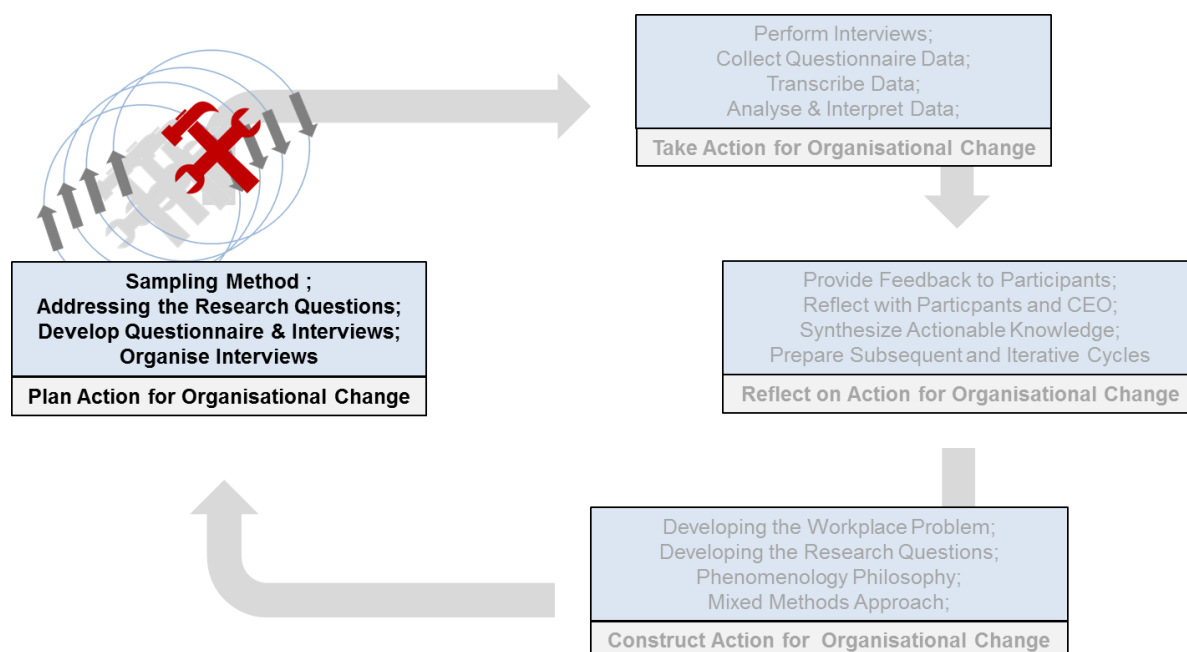 Perform Interviews;
Collect Questionnaire Data;
Transcribe Data;
Analyse & Interpret Data;
Take Action for Organisational Change
Sampling Method ;
Addressing the Research Questions;
Develop Questionnaire & Interviews;
Organise Interviews
Plan Action for Organisational Change
Provide Feedback to Participants;
Reflect with Particpants and CEO;
Synthesize Actionable Knowledge;
Prepare Subsequent and Iterative Cycles
Reflect on Action for Organisational Change
Developing the Workplace Problem;
Developing the Research Questions;
Phenomenology Philosophy;
Mixed Methods Approach;
Construct Action for Organisational Change